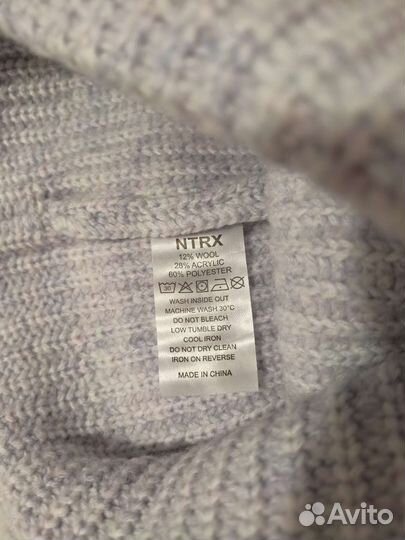 NTRX
12% WOOL
28% ACRYLIC
60% POLYESTER
30
WASH INSIDE OUT
MACHINE WASH 30°C
DO NOT BLEACH
LOW TUMBLE DRY
COOL IRON
DO NOT DRY CLEAN
IRON ON REVERSE
MADE IN CHINA
Avito